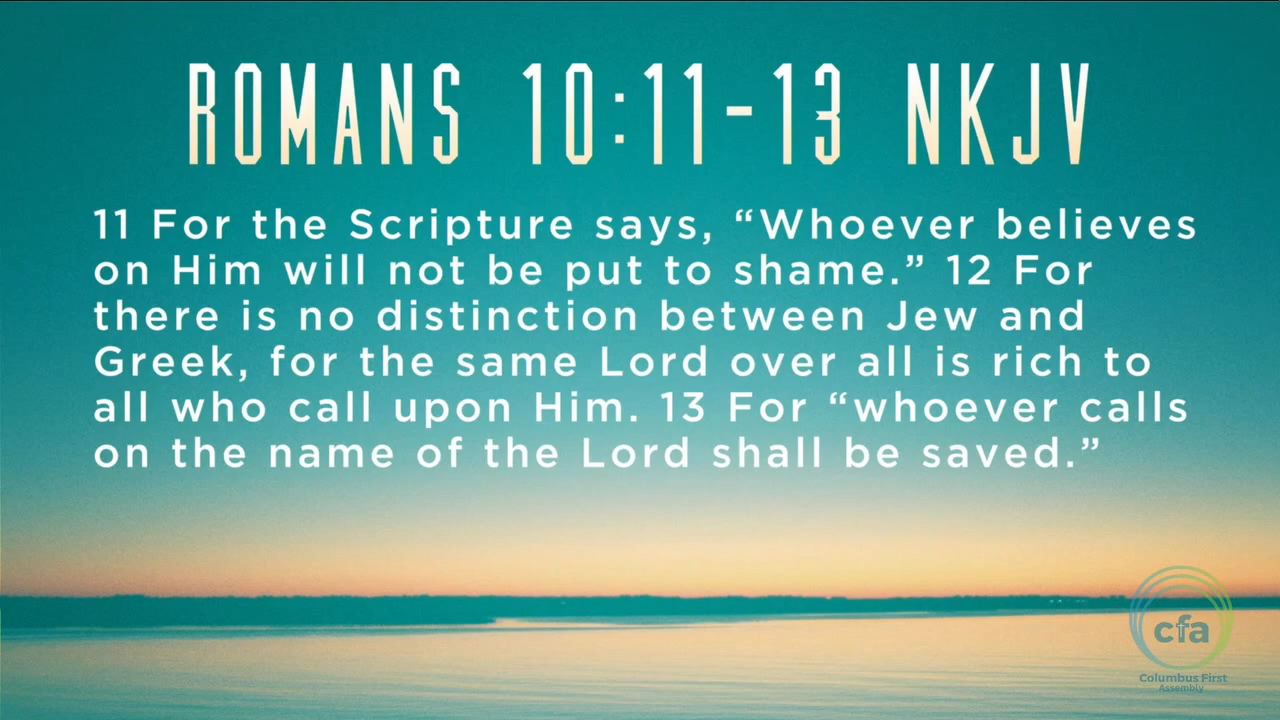 ROMANS 10:11-13 NKJV
11 For the Scripture says, “Whoever believes
on Him will not be put to shame.” 12 For
there is no distinction between Jew and
Greek, for the same Lord over all is rich to
all who call upon Him. 13 For “whoever calls
on the name of the Lord shall be saved.”
cfa
Columbus First
Assembly